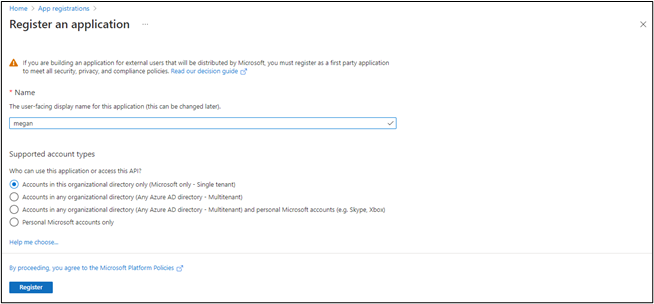 Home > App registrations >
Register an application ...
If you are building an application for external users that will be distributed by Microsoft, you must register as a first party application
to meet all security, privacy, and compliance policies. Read our decision guide
* Name
The user-facing display name for this application (this can be changed later).
megan
Supported account types
Who can use this application or access this API?
Accounts in this organizational directory only (Microsoft only - Single tenant)
Accounts in any organizational directory (Any Azure AD directory - Multitenant)
Accounts in any organizational directory (Any Azure AD directory - Multitenant) and personal Microsoft accounts (e.g. Skype, Xbox)
Personal Microsoft accounts only
Help me choose...
By proceeding, you agree to the Microsoft Platform Policies
Register